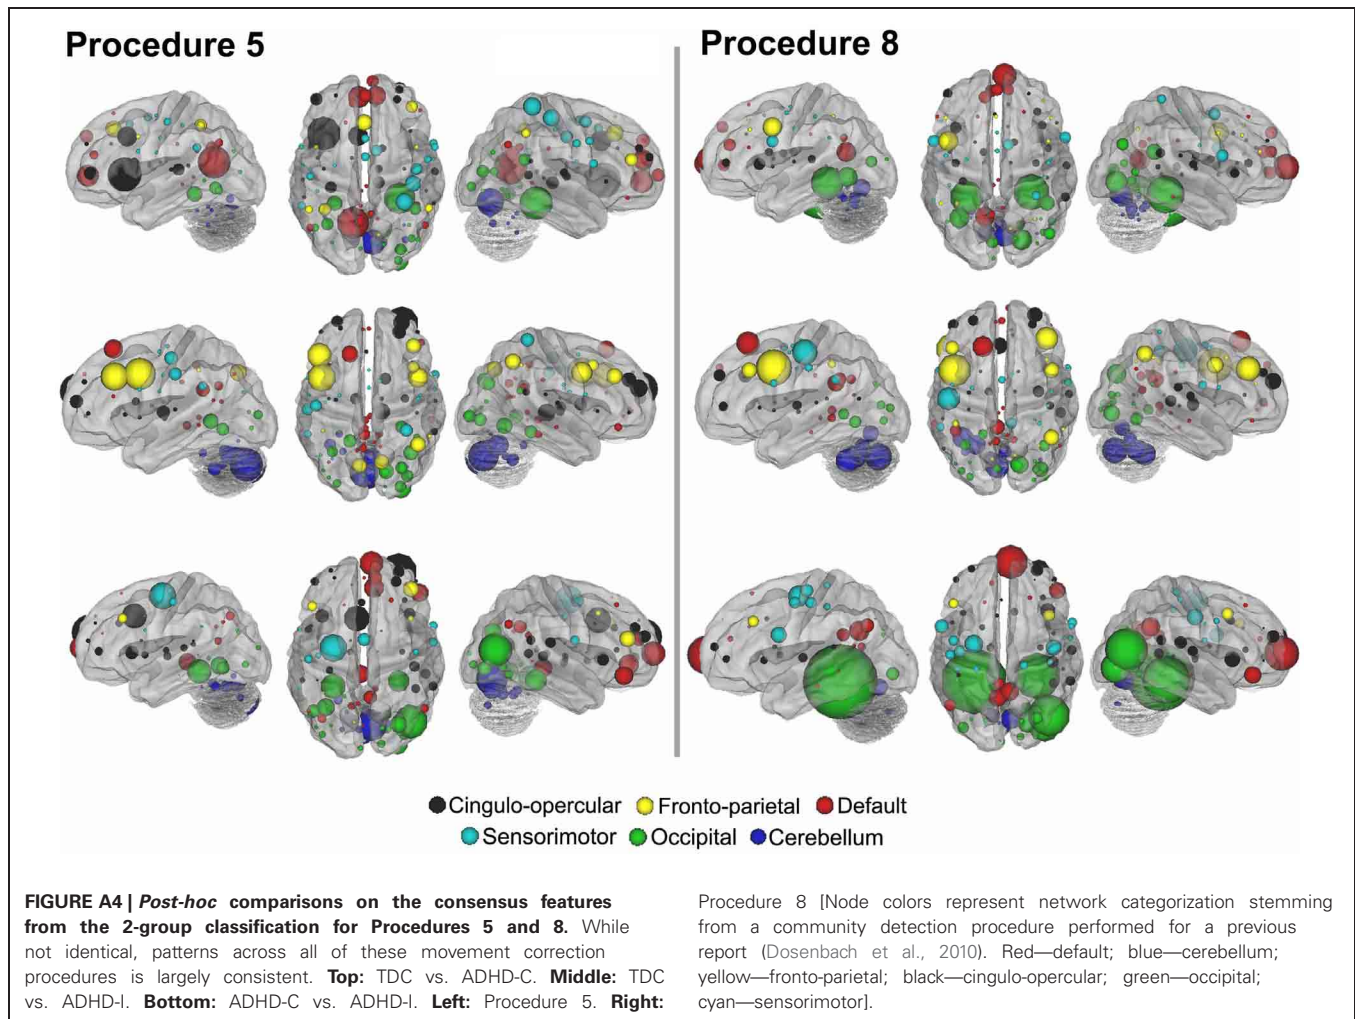 Procedure 5
Procedure 8
Cingulo-opercular Fronto-parietal Default
Sensorimotor Occipital Cerebellum
FIGURE A4 | Post-hoc comparisons on the consensus features
from the 2-group classification for Procedures 5 and 8. While
not identical, patterns across all of these movement correction
procedures is largely consistent. Top: TDC vs. ADHD-C. Middle: TDC
vs. ADHD-I. Bottom: ADHD-C vs. ADHD-I. Left: Procedure 5. Right:
Procedure 8 [Node colors represent network categorization stemming
from a community detection procedure performed for a previous
report (Dosenbach et al., 2010). Red—default; blue—cerebellum;
yellow—fronto-parietal; black—cingulo-opercular; green—occipital;
cyan—sensorimotor].